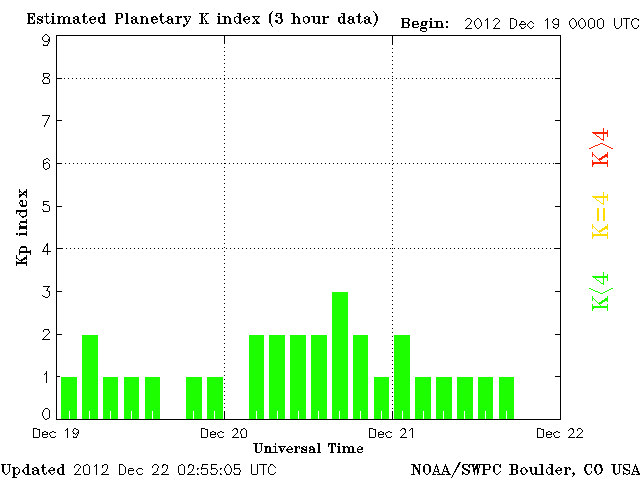 Estimated Planetary K index (3 hour data) Begin: 2012 Dec 19 0000 UTC
9
8
7
6
5
4
3
2
1
0
Kp index
K>4
K=4
K<4
Dec 19 Dec 20 Dec 21 Dec 22
Universal Time
Updated 2012 Dec 22 02:55:05 UTC NOAA/SWPC Boulder, CO USA